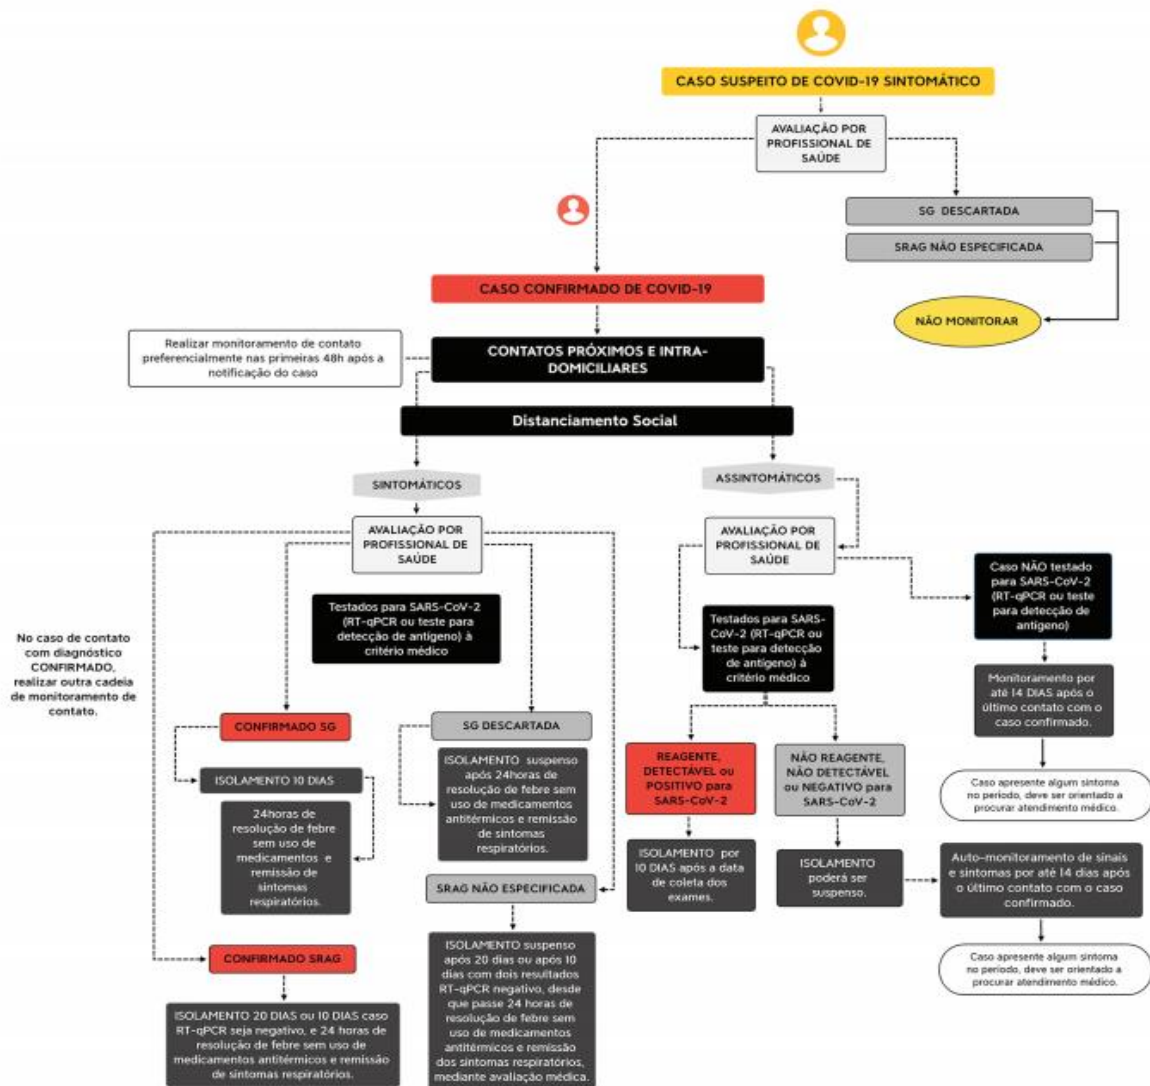 CASO SUSPEITO DE COVID-19 SINTOMÁTICO
AVALIAÇÃO POR
PROFISSIONAL DE
SAÚDE
SG DESCARTADA
SRAG NÃO ESPECIFICADA
NÃO MONITORAR
CASO CONFIRMADO DE COVID-19
Realizar monitoramento de contato
preferencialmente nas primeiras 48h após a
notificação do caso
CONTATOS PRÓXIMOS E INTRA-
DOMICILIARES
Distanciamento Social
SINTOMÁTICOS
ASSINTOMÁTICOS
AVALIAÇÃO POR
PROFISSIONAL DE
SAÚDE
AVALIAÇÃO POR
PROFISSIONAL DE
SAÚDE
No caso de contato
com diagnóstico
CONFIRMADO,
realizar outra cadeia
de monitoramento de
contato.
Testados para SARS-CoV-2
(RT-qPCR ou teste para
detecção de antígeno) à
critério médico
Testados para SARS-
CoV-2 (RT-qPCR ou
teste para detecção
de antígeno) à
critério médico
Caso NÃO testado
para SARS-CoV-2
(RT-qPCR ou teste
para detecção de
antígeno)
Monitoramento por
até 14 DIAS após o
último contato com o
caso confirmado.
Caso apresente algum sintoma
no período, deve ser orientado a
procurar atendimento médico.
CONFIRMADO SG
ISOLAMENTO 10 DIAS
24horas de
resolução de febre
sem uso de
medicamentos e
remissão de
sintomas
respiratórios.
SG DESCARTADA
ISOLAMENTO suspenso
após 24horas de
resolução de febre sem
uso de medicamentos
antitérmicos e remissão
de sintomas
respiratórios.
REAGENTE,
DETECTÁVEL ou
POSITIVO para
SARS-CoV-2
ISOLAMENTO por
10 DIAS após a data
de coleta dos
exames.
NÃO REAGENTE,
NÃO DETECTÁVEL
ou NEGATIVO para
SARS-CoV-2
ISOLAMENTO
poderá ser
suspenso.
Auto-monitoramento de sinais
e sintomas por até 14 dias após
o último contato com o caso
confirmado.
Caso apresente algum sintoma
no período, deve ser orientado a
procurar atendimento médico.
SRAG NÃO ESPECIFICADA
ISOLAMENTO suspenso
após 20 dias ou após 10
dias com dois resultados
RT-qPCR negativo, desde
que passe 24 horas de
resolução de febre sem
uso de medicamentos
antitérmicos e remissão
dos sintomas respiratórios,
mediante avaliação médica.
CONFIRMADO SRAG
ISOLAMENTO 20 DIAS ou 10 DIAS caso
RT-qPCR seja negativo, e 24 horas de
resolução de febre sem uso de
medicamentos antitérmicos e remissão
de sintomas respiratórios.